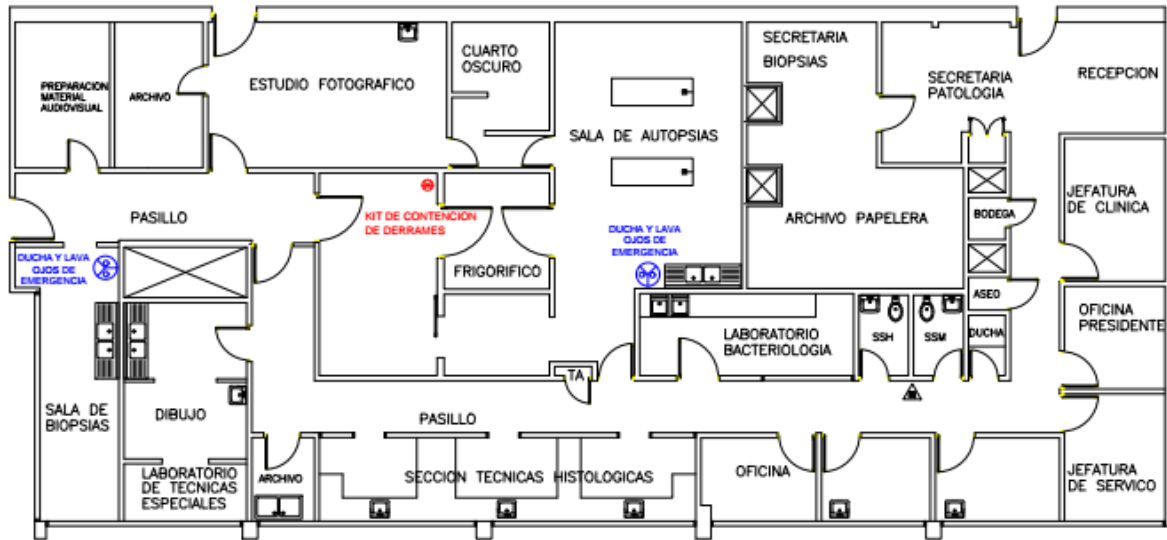 PREPARACION
MATERIAL
AUDIOVISUAL
ARCHIVO
ESTUDIO FOTOGRAFICO
CUARTO
OSCURO
SALA DE AUTOPSIAS
SECRETARIA
BIOPSIAS
SECRETARIA
PATOLOGIA
RECEPCION
PASILLO
KIT DE CONTENCION
DE DERRAMES
ARCHIVO PAPELERA
BODEGA
JEFATURA
DE CLINICA
DUCHA Y LAVA
OJOS DE
EMERGENCIA
FRIGORIFICO
DUCHA Y LAVA
OJOS DE
EMERGENCIA
ASEO
OFICINA
PRESIDENTE
LABORATORIO
BACTERIOLOGIA
SSH
SSM
DUCHA
TA
SALA DE
BIOPSIAS
DIBUJO
PASILLO
LABORATORIO
DE TECNICAS
ESPECIALES
ARCHIVO
SECCION TECNICAS HISTOLOGICAS
OFICINA
JEFATURA
DE SERVICO